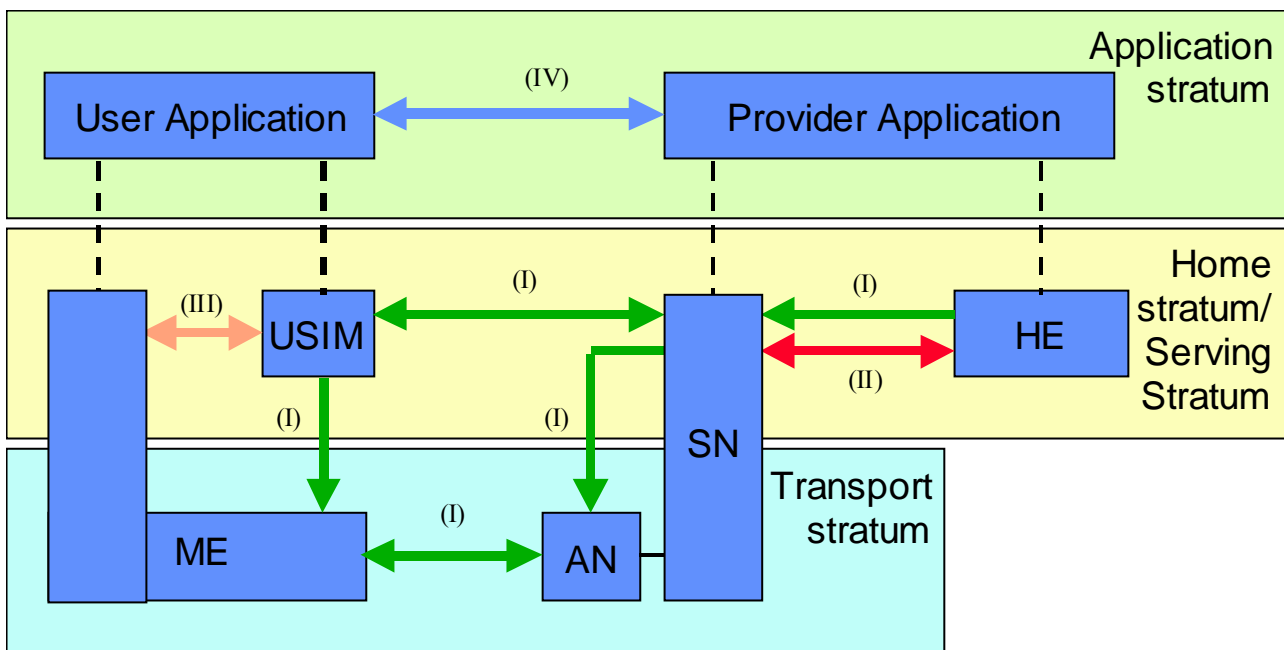 Application
stratum
(IV)
User Application
Provider Application
Home
stratum/
Serving
Stratum
(III)
(I)
(I)
USIM
HE
(II)
(I)
(I)
SN
Transport
stratum
(I)
ME
AN